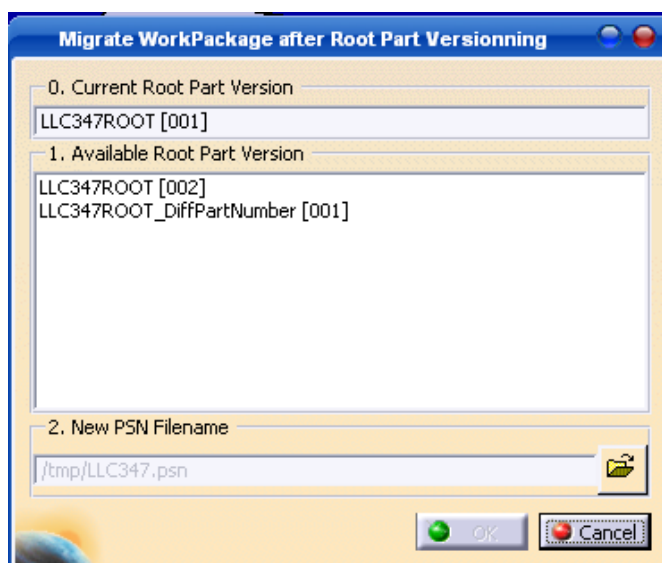 Migrate WorkPackage after Root Part Versionning
0. Current Root Part Version
LLC347ROOT [001]
1. Available Root Part Version
LLC347ROOT [002]
LLC347ROOT_DiffPartNumber [001]
2. New PSN Filename
/tmp/LLC347.psn
OK
Cancel